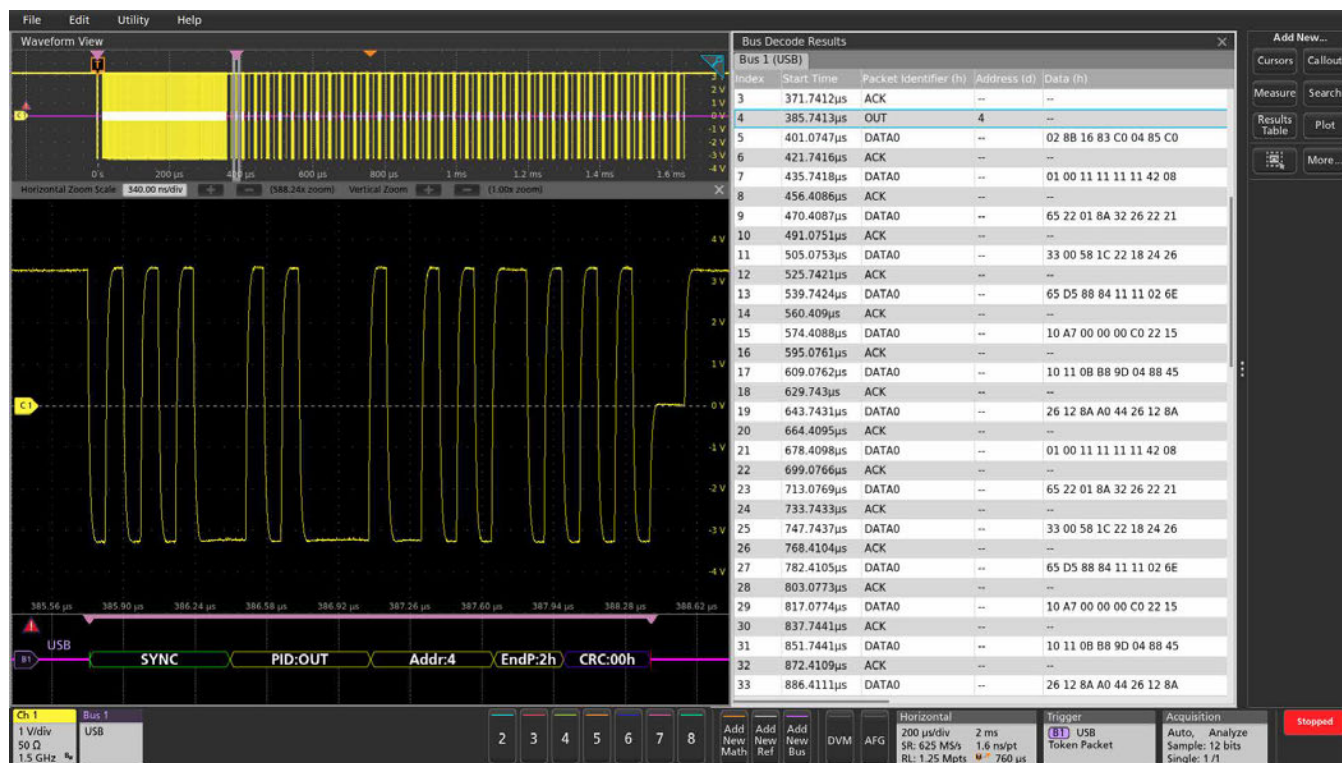 File Edit Utility Help
Waveform View
T
3 V
2 V
1 V
0 V
-1 V
-2 V
-3 V
-4 V
C1
0 s 200 µs 400 µs 600 µs 800 µs 1 ms 1.2 ms 1.4 ms 1.6 ms
Horizontal Zoom Scale 340.00 ns/div + - (588.24x zoom) Vertical Zoom + - (1.00x zoom)
4 V
3 V
2 V
1 V
0 V
-1 V
-2 V
-3 V
-4 V
C1
385.56 µs 385.90 µs 386.24 µs 386.58 µs 386.92 µs 387.26 µs 387.60 µs 387.94 µs 388.28 µs 388.62 µs
USB
B1 SYNC PID:OUT Addr:4 EndP:2h CRC:00h
Bus Decode Results
Bus 1 (USB)
Index Start Time Packet Identifier (h) Address (d) Data (h)
3 371.7412µs ACK -- --
4 385.7413µs OUT 4 --
5 401.0747µs DATA0 -- 02 8B 16 83 C0 04 85 C0
6 421.7416µs ACK -- --
7 435.7418µs DATA0 -- 01 00 11 11 11 11 42 08
8 456.4086µs ACK -- --
9 470.4087µs DATA0 -- 65 22 01 8A 32 26 22 21
10 491.0751µs ACK -- --
11 505.0753µs DATA0 -- 33 00 58 1C 22 18 24 26
12 525.7421µs ACK -- --
13 539.7424µs DATA0 -- 65 D5 88 84 11 11 02 6E
14 560.409µs ACK -- --
15 574.4088µs DATA0 -- 10 A7 00 00 00 C0 22 15
16 595.0761µs ACK -- --
17 609.0762µs DATA0 -- 10 11 0B B8 9D 04 88 45
18 629.743µs ACK -- --
19 643.7431µs DATA0 -- 26 12 8A A0 44 26 12 8A
20 664.4095µs ACK -- --
21 678.4098µs DATA0 -- 01 00 11 11 11 11 42 08
22 699.0766µs ACK -- --
23 713.0769µs DATA0 -- 65 22 01 8A 32 26 22 21
24 733.7433µs ACK -- --
25 747.7437µs DATA0 -- 33 00 58 1C 22 18 24 26
26 768.4104µs ACK -- --
27 782.4105µs DATA0 -- 65 D5 88 84 11 11 02 6E
28 803.0773µs ACK -- --
29 817.0774µs DATA0 -- 10 A7 00 00 00 C0 22 15
30 837.7441µs ACK -- --
31 851.7441µs DATA0 -- 10 11 0B B8 9D 04 88 45
32 872.4109µs ACK -- --
33 886.4111µs DATA0 -- 26 12 8A A0 44 26 12 8A
Add New...
Cursors Callout
Measure Search
Results Table Plot
More...
Ch 1
1 V/div
50 Ω
1.5 GHz
Bus 1
USB
2 3 4 5 6 7 8
Add New Math
Add New Ref
Add New Bus
DVM AFG
Horizontal
200 µs/div 2 ms
SR: 625 MS/s 1.6 ns/pt
RL: 1.25 Mpts 760 µs
Trigger
B1 USB
Token Packet
Acquisition
Auto, Analyze
Sample: 12 bits
Single: 1 /1
Stopped